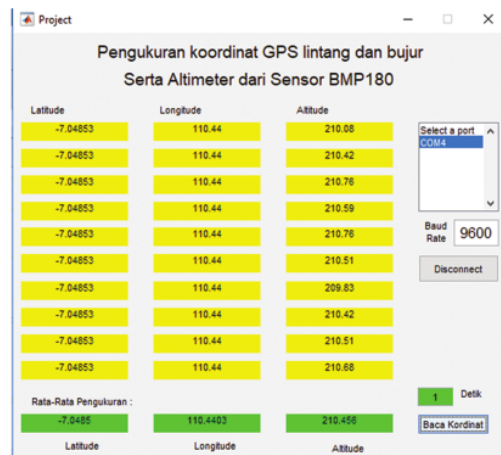 Project
Pengukuran koordinat GPS lintang dan bujur
Serta Altimeter dari Sensor BMP180
Latitude Longitude Altitude
-7.04853 110.44 210.08
-7.04853 110.44 210.42
-7.04853 110.44 210.76
-7.04853 110.44 210.59
-7.04853 110.44 210.76
-7.04853 110.44 210.51
-7.04853 110.44 209.83
-7.04853 110.44 210.42
-7.04853 110.44 210.51
-7.04853 110.44 210.68
Select a port
COM4
Baud Rate 9600
Disconnect
Rata-Rata Pengukuran :
-7.0485 110.4403 210.456
Latitude Longitude Altitude
1 Detik
Baca Kordinat